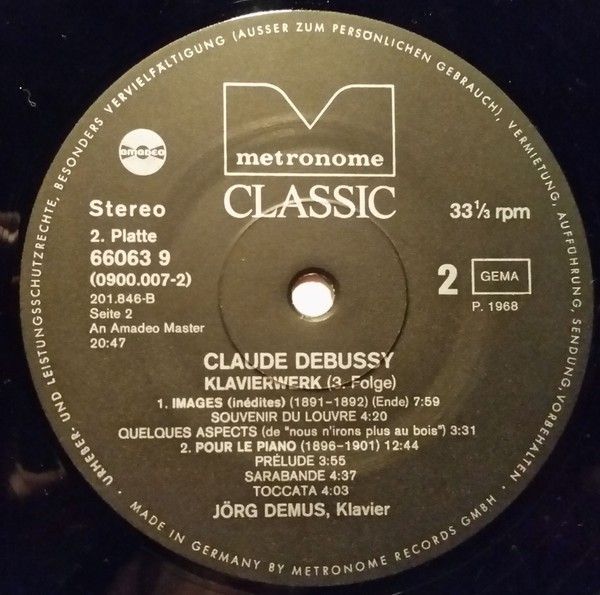 URHEBER- UND LEISTUNGSSCHUTZRECHTE, BESONDERS VERVIELFÄLTIGUNG (AUSSER ZUM PERSÖNLICHEN GEBRAUCH), VERMIETUNG, AUFFÜHRUNG, SENDUNG, VORBEHALTEN ·
metronome
CLASSIC
AMADEO
Stereo
33⅓ rpm
2. Platte
66063 9
(0900.007-2)
201.846-B
Seite 2
An Amadeo Master
20:47
2
GEMA
P. 1968
CLAUDE DEBUSSY
KLAVIERWERK (3. Folge)
1. IMAGES (inédites) (1891-1892) (Ende) 7:59
SOUVENIR DU LOUVRE 4:20
QUELQUES ASPECTS (de "nous n'irons plus au bois") 3:31
2. POUR LE PIANO (1896-1901) 12:44
PRÉLUDE 3:55
SARABANDE 4:37
TOCCATA 4:03
JÖRG DEMUS, Klavier
MADE IN GERMANY BY METRONOME RECORDS GMBH ·